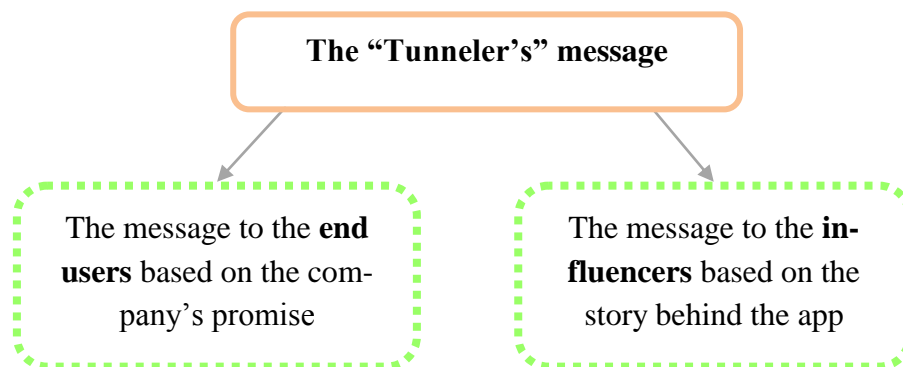 The “Tunneler’s” message
The message to the end
users based on the com-
pany’s promise
The message to the in-
fluencers based on the
story behind the app